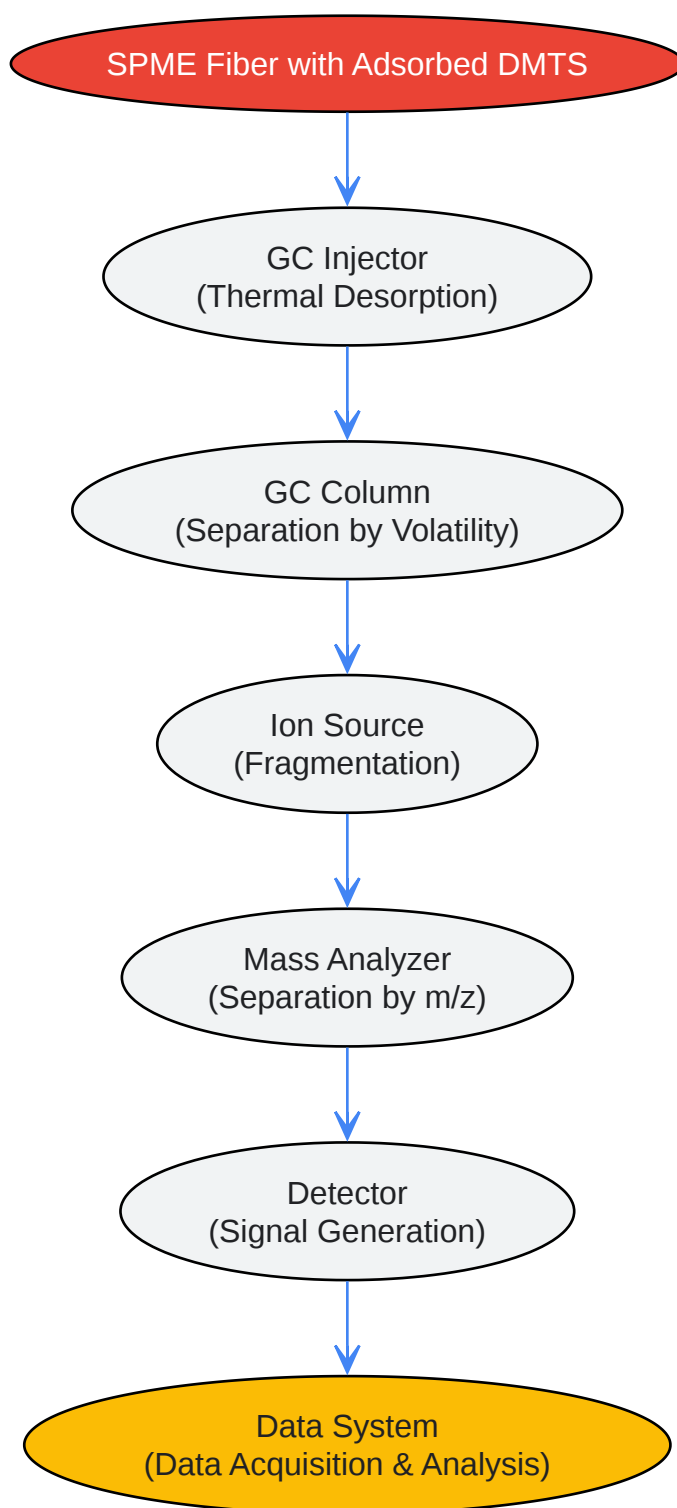 SPME Fiber with Adsorbed DMTS
GC Injector
(Thermal Desorption)
GC Column
(Separation by Volatility)
Ion Source
(Fragmentation)
Mass Analyzer
(Separation by m/z)
Detector
(Signal Generation)
Data System
(Data Acquisition & Analysis)